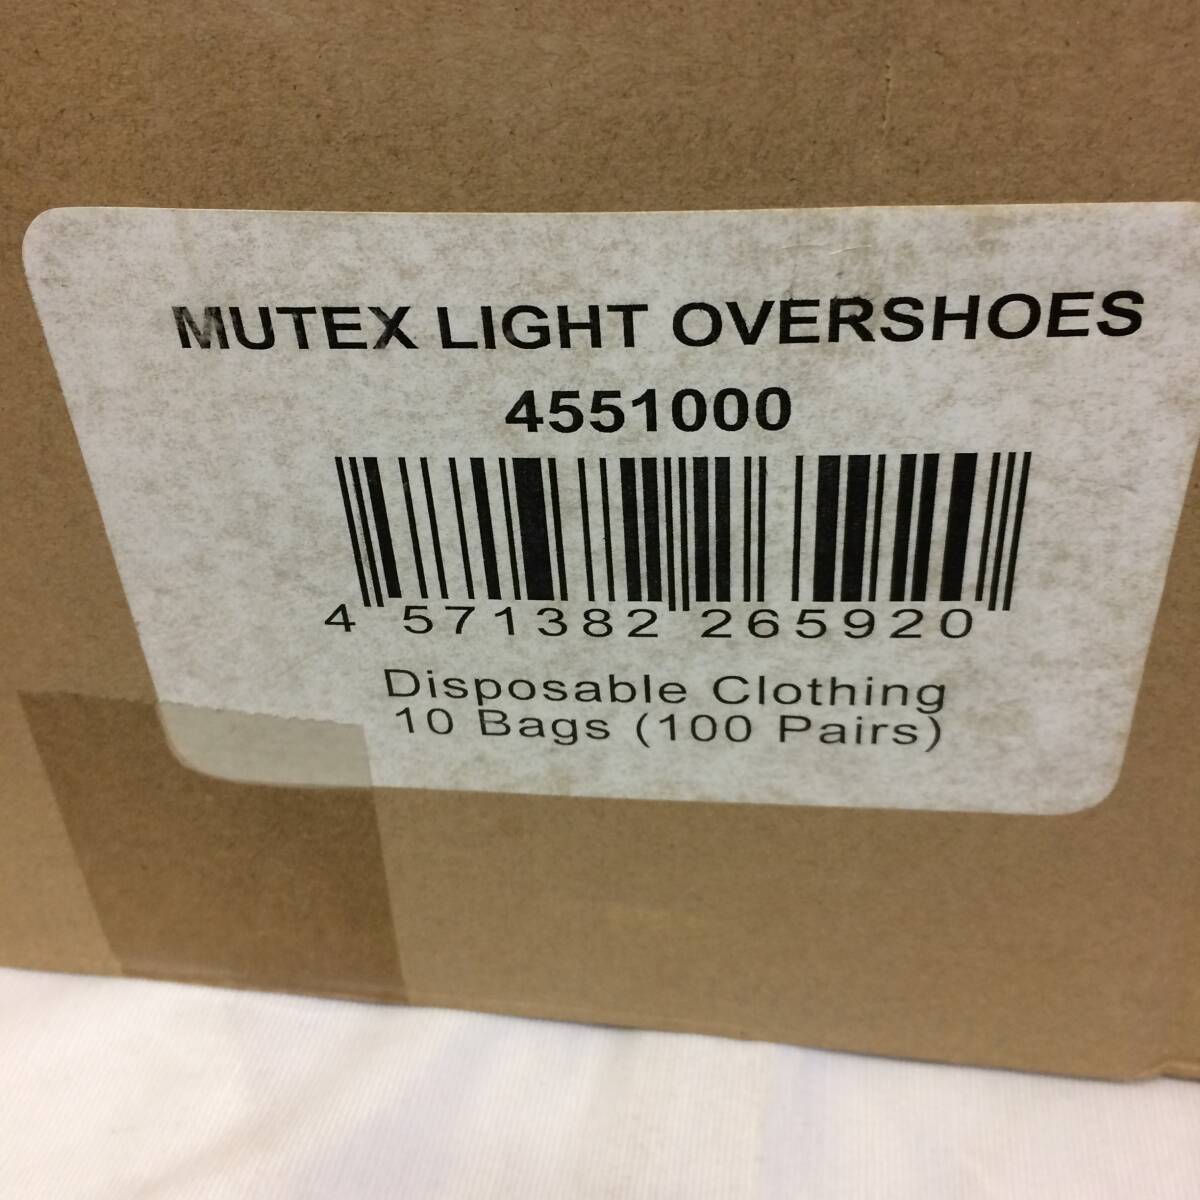 MUTEX LIGHT OVERSHOES
4551000
4 571382 265920
Disposable Clothing
10 Bags (100 Pairs)